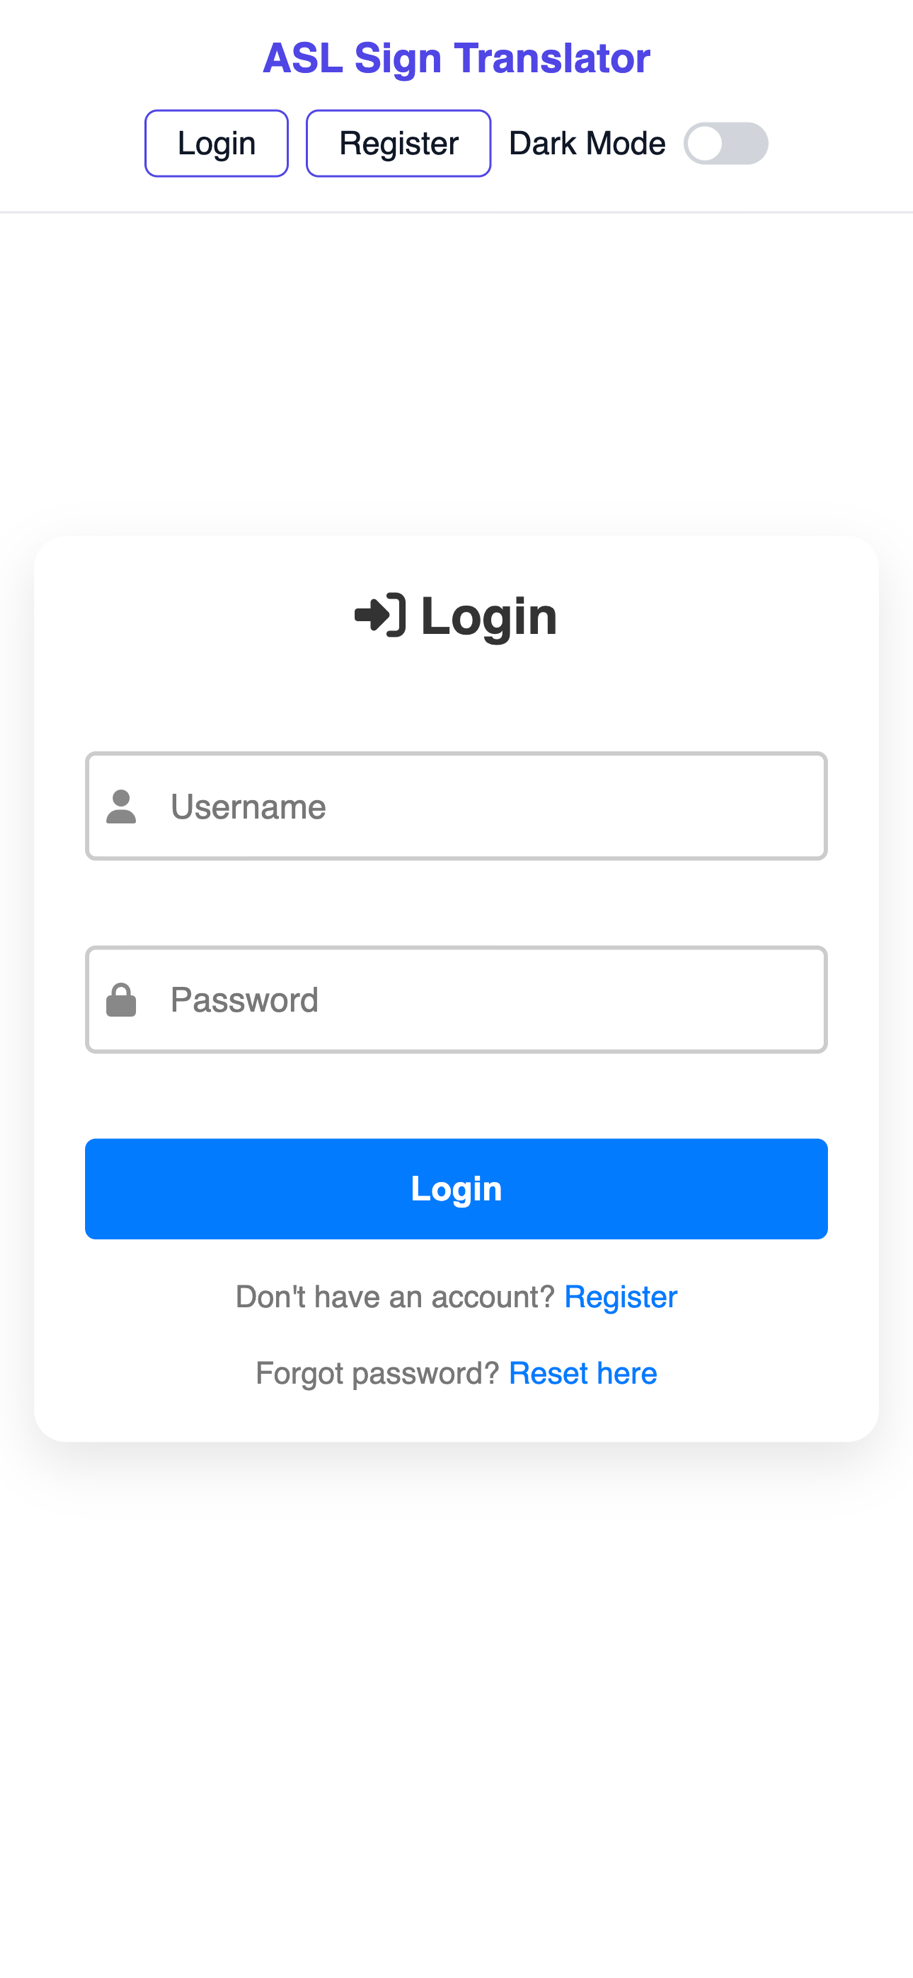 ASL Sign Translator
Login Register Dark Mode
Login
Username
Password
Login
Don't have an account? Register
Forgot password? Reset here